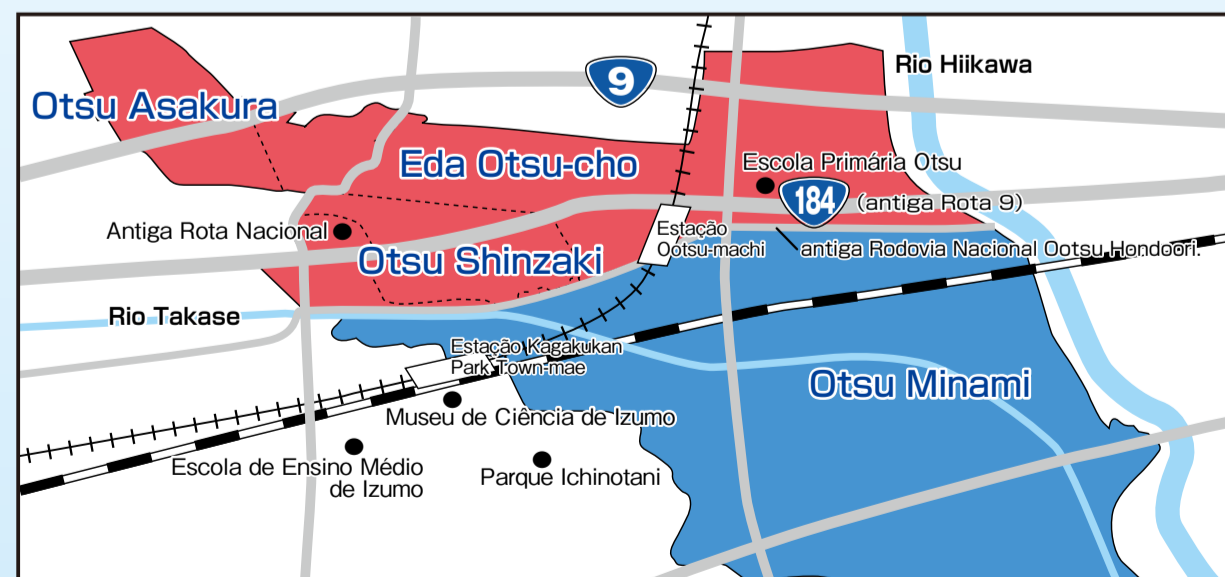 Rio Hiikawa
9
Otsu Asakura
Eda Otsu-cho
Escola Primária Otsu
184
(antiga Rota 9)
Antiga Rota Nacional
Estação
Ootsu-machi
antiga Rodovia Nacional Ootsu Hondoori.
Otsu Shinzaki
Rio Takase
Estação Kagakukan
Park Town-mae
Otsu Minami
Museu de Ciência de Izumo
Escola de Ensino Médio
de Izumo
Parque Ichinotani